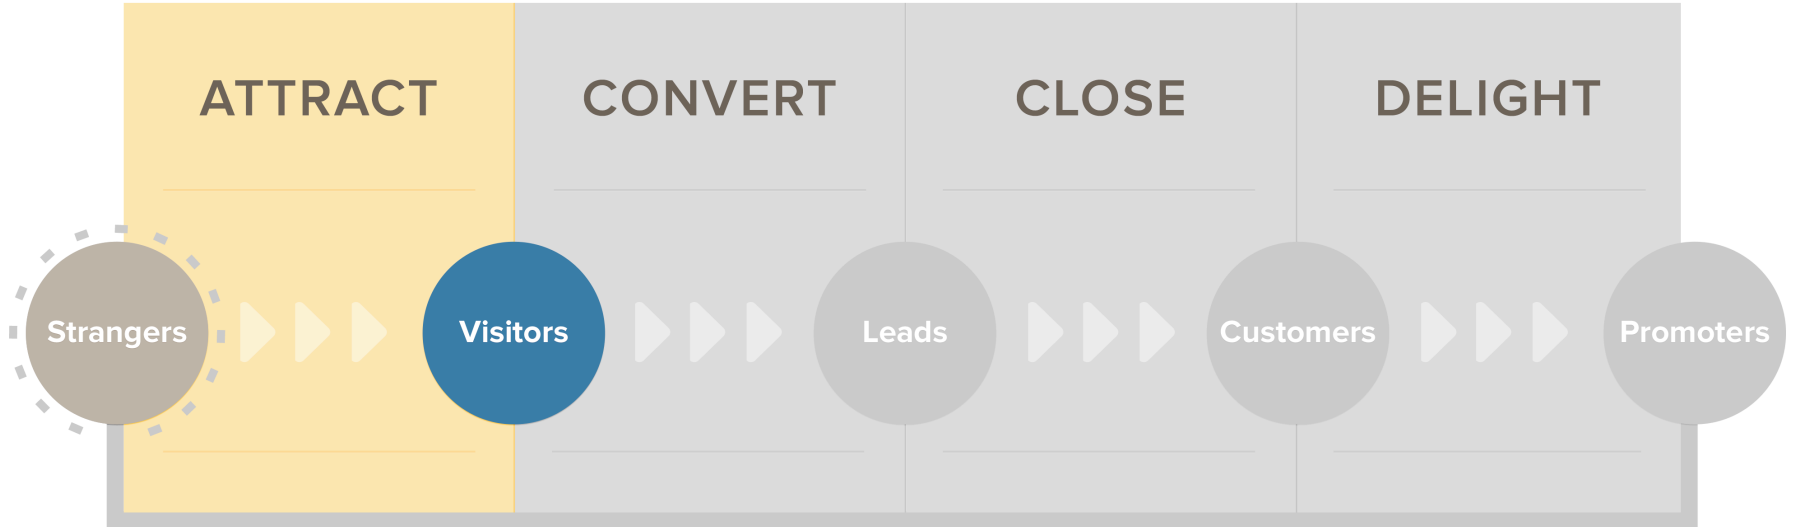 ATTRACT
CONVERT
CLOSE
DELIGHT
Strangers
Visitors
Leads
Customers
Promoters